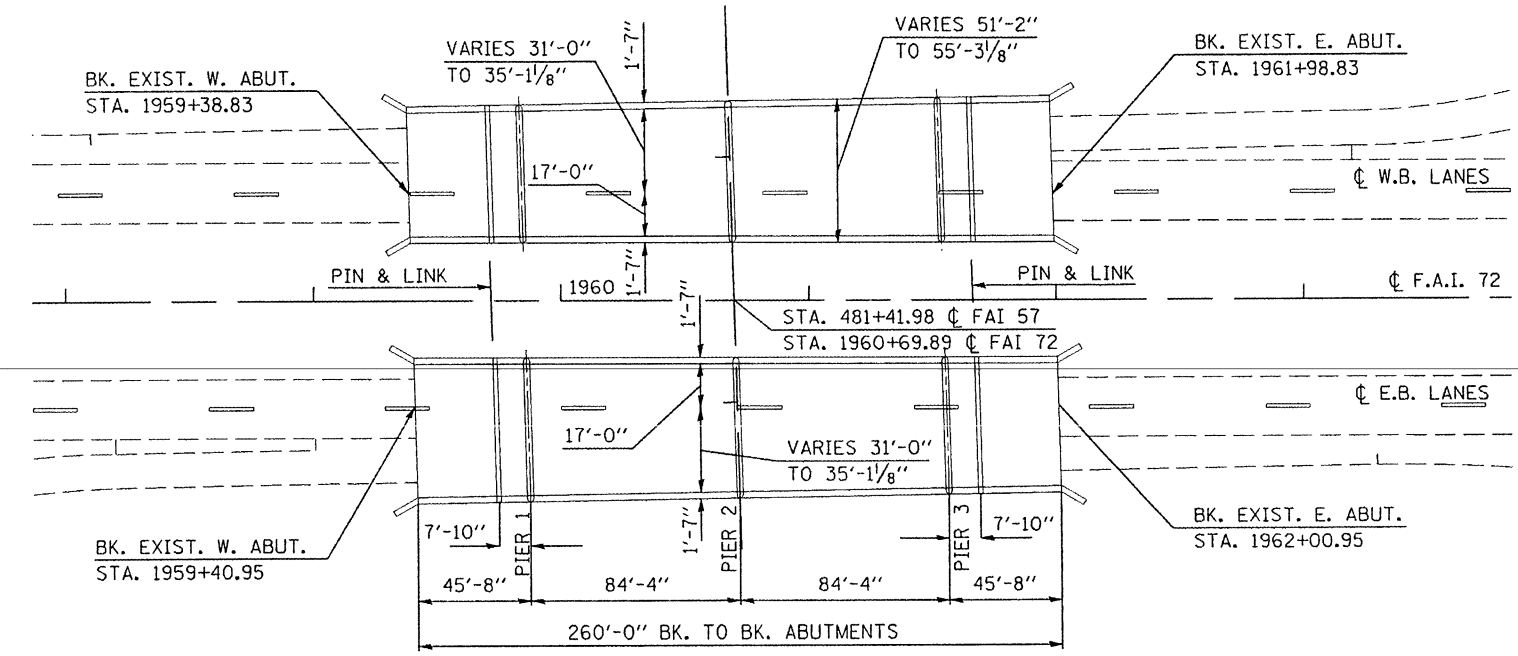 VARIES 31'-0"
TO 35'-1 1/8"
1'-7"
VARIES 51'-2"
TO 55'-3 1/8"
BK. EXIST. W. ABUT.
STA. 1959+38.83
BK. EXIST. E. ABUT.
STA. 1961+98.83
17'-0"
℄ W.B. LANES
PIN & LINK
1960
1'-7"
PIN & LINK
℄ F.A.I. 72
1'-7"
STA. 481+41.98 ℄ FAI 57
STA. 1960+69.89 ℄ FAI 72
℄ E.B. LANES
17'-0"
VARIES 31'-0"
TO 35'-1 1/8"
BK. EXIST. W. ABUT.
STA. 1959+40.95
7'-10"
PIER 1
1'-7"
PIER 2
PIER 3
7'-10"
BK. EXIST. E. ABUT.
STA. 1962+00.95
45'-8"
84'-4"
84'-4"
45'-8"
260'-0" BK. TO BK. ABUTMENTS